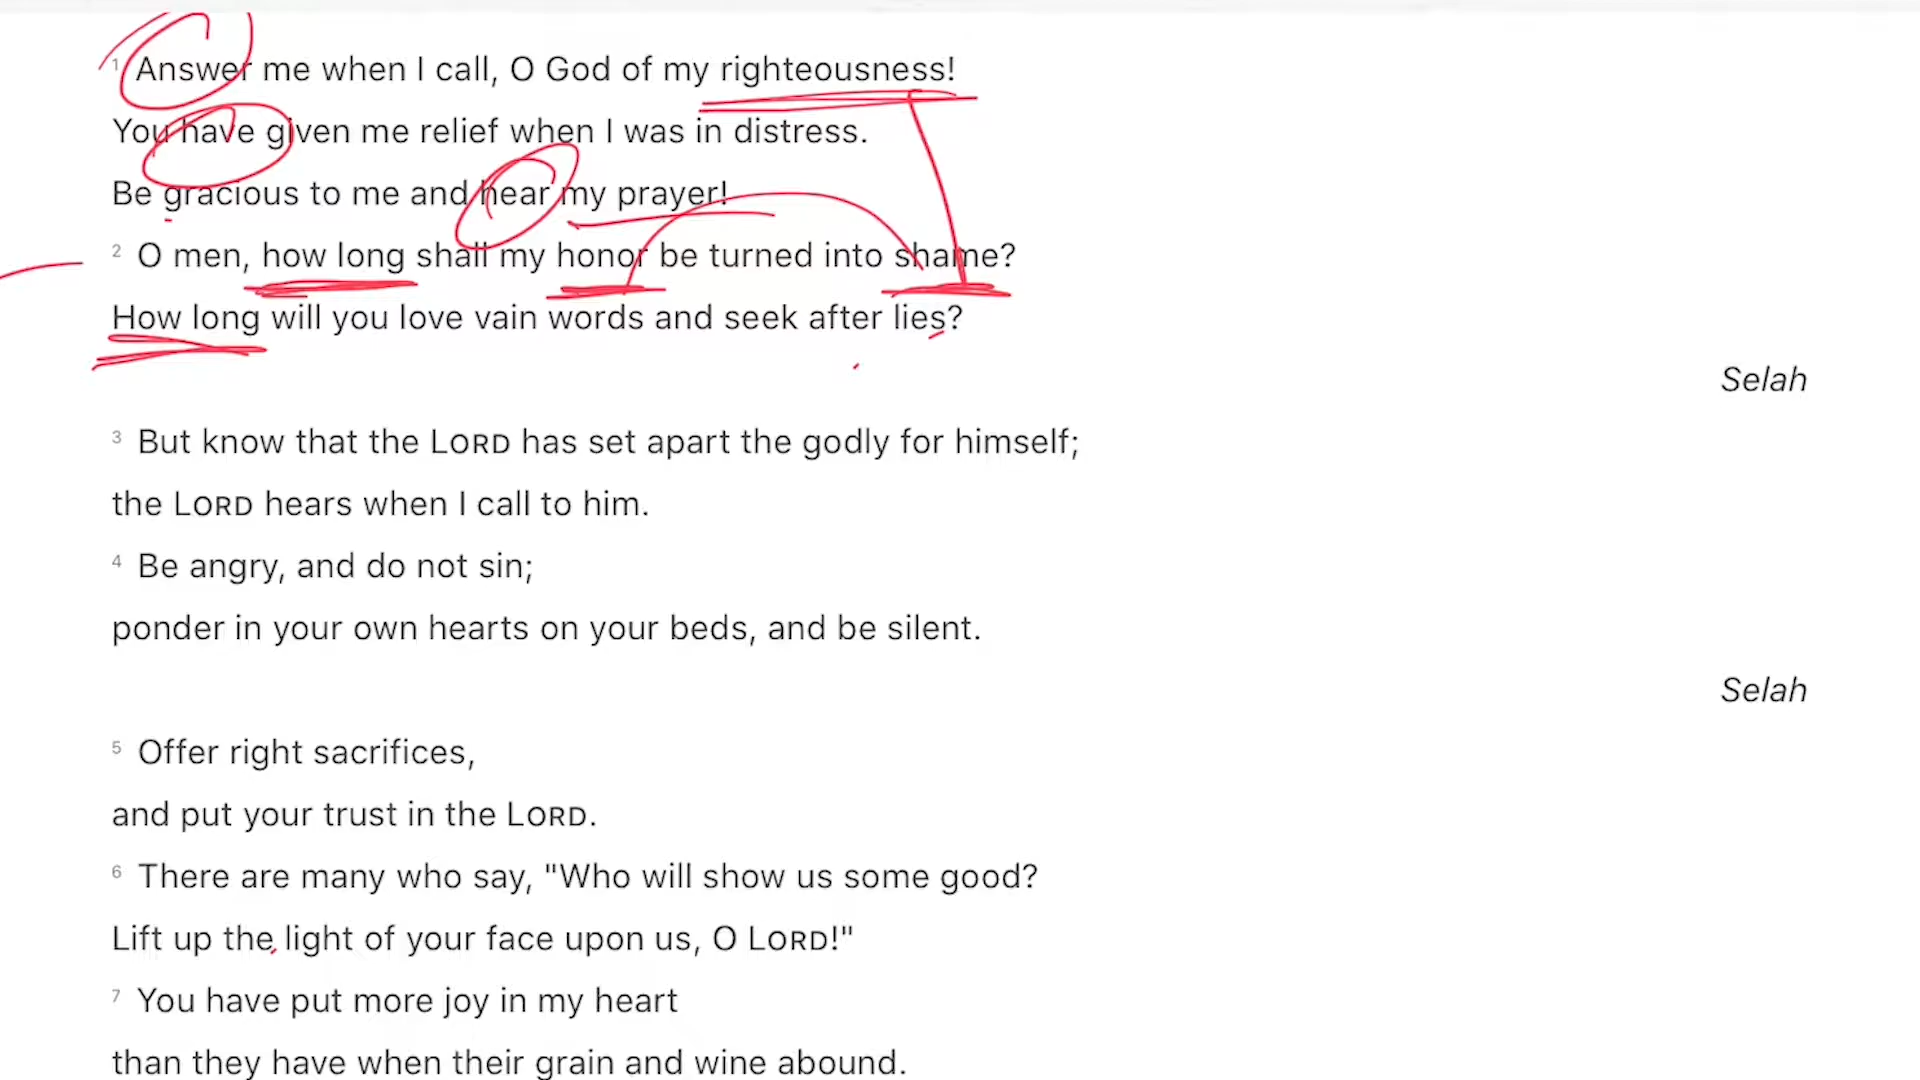 1 Answer me when I call, O God of my righteousness!
You have given me relief when I was in distress.
Be gracious to me and hear my prayer!
2 O men, how long shall my honor be turned into shame?
How long will you love vain words and seek after lies?
Selah
3 But know that the LORD has set apart the godly for himself;
the LORD hears when I call to him.
4 Be angry, and do not sin;
ponder in your own hearts on your beds, and be silent.
Selah
5 Offer right sacrifices,
and put your trust in the LORD.
6 There are many who say, "Who will show us some good?
Lift up the light of your face upon us, O LORD!"
7 You have put more joy in my heart
than they have when their grain and wine abound.